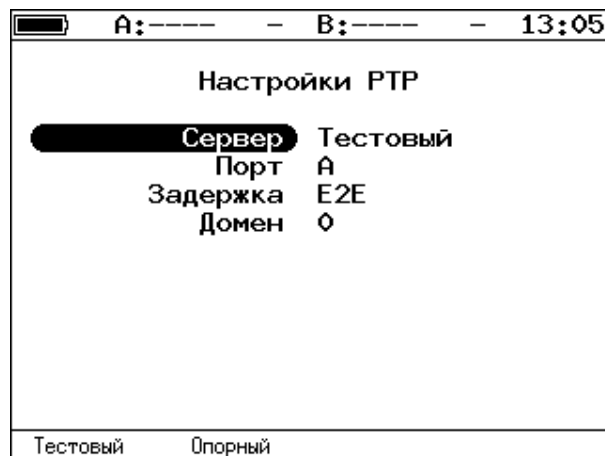 A:---- - B:---- - 13:05
Настройки PTP
Сервер Тестовый
Порт A
Задержка E2E
Домен 0
Тестовый Опорный